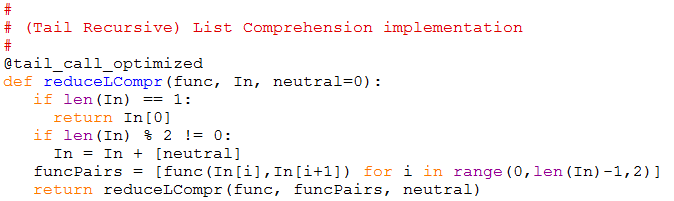 #
# (Tail Recursive) List Comprehension implementation
#
@tail_call_optimized
def reduceLCompr(func, In, neutral=0):
   if len(In) == 1:
     return In[0]
   if len(In) % 2 != 0:
     In = In + [neutral]
   funcPairs = [func(In[i],In[i+1]) for i in range(0,len(In)-1,2)]
   return reduceLCompr(func, funcPairs, neutral)